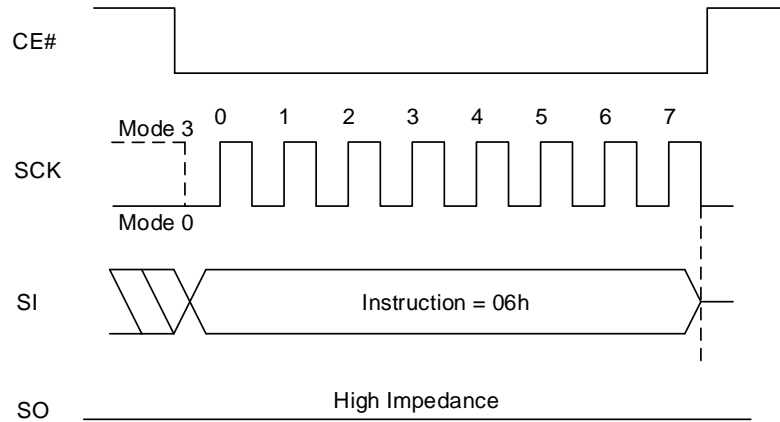 CE#
0 1 2 3 4 5 6 7
Mode 3
SCK
Mode 0
SI
Instruction = 06h
SO
High Impedance